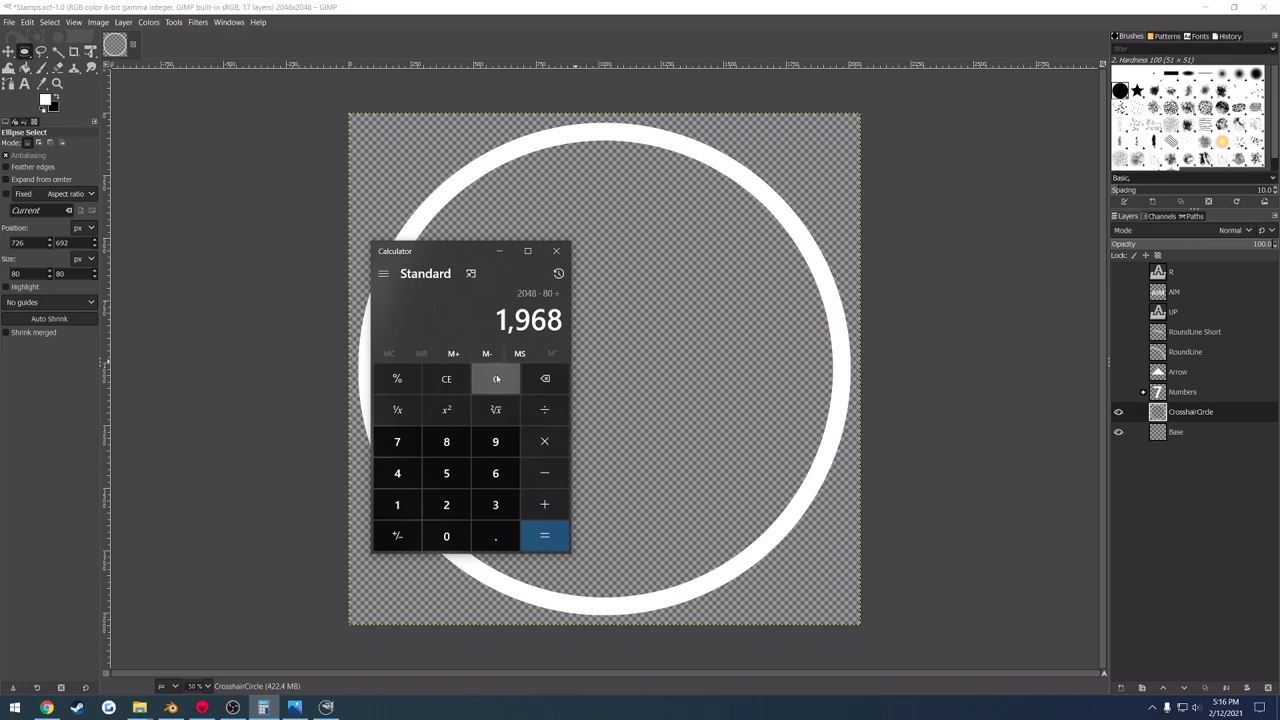 *Stamps.xcf-1.0 (RGB color 8-bit gamma integer, GIMP built-in sRGB, 17 layers) 2048x2048 – GIMP
File Edit Select View Image Layer Colors Tools Filters Windows Help
Brushes Patterns Fonts History
filter
2. Hardness 100 (51 × 51)
Ellipse Select
Mode:
Antialiasing
Feather edges
Expand from center
Fixed Aspect ratio
Current
Position: px
726 692
Size: px
80 80
Highlight
No guides
Auto Shrink
Shrink merged
Calculator
Standard
2048 - 80 ÷
1,968
MC MR M+ M- MS M˅
% CE C
⅟x x² ²√x ÷
7 8 9 ×
4 5 6 −
1 2 3 +
+/− 0 . =
Basic,
Spacing 10.0
Layers Channels Paths
Mode Normal
Opacity 100.0
Lock:
R
AIM
UP
RoundLine Short
RoundLine
Arrow
Numbers
CrosshairCirde
Base
px 50 % CrosshairCircle (422.4 MB)
5:16 PM
2/12/2021